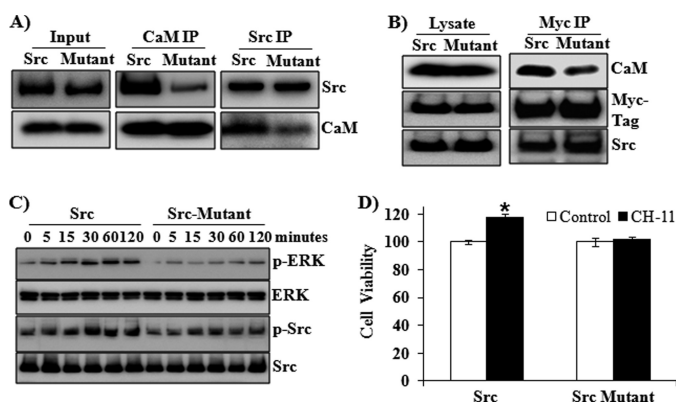 A)
Input CaM IP Src IP
Src Mutant Src Mutant Src Mutant
Src
CaM
B)
Lysate Myc IP
Src Mutant Src Mutant
CaM
Myc-
Tag
Src
C)
Src Src-Mutant
0 5 15 30 60 120 0 5 15 30 60 120 minutes
p-ERK
ERK
p-Src
Src
D)
120
100
80
60
40
20
0
Cell Viability
*
Control CH-11
Src Src Mutant